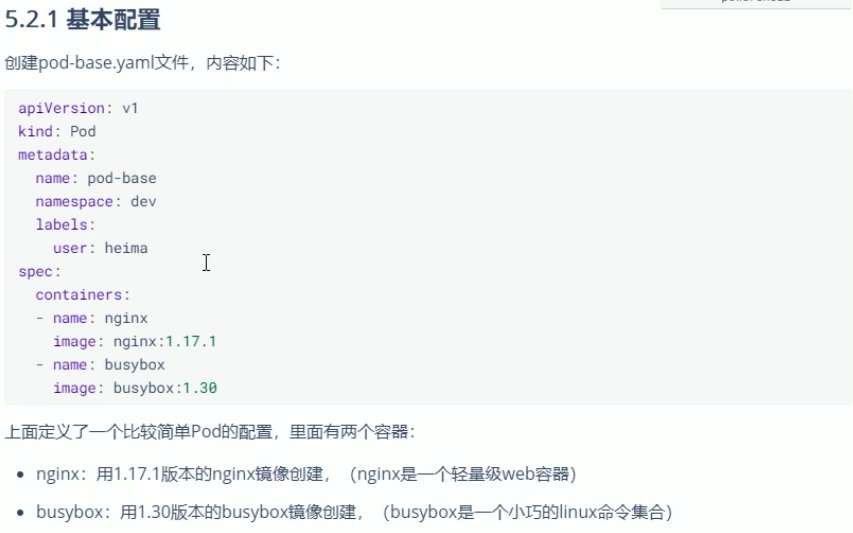 5.2.1 基本配置
创建pod-base.yaml文件，内容如下：
apiVersion: v1
kind: Pod
metadata:
  name: pod-base
  namespace: dev
  labels:
    user: heima
spec:
  containers:
  - name: nginx
    image: nginx:1.17.1
  - name: busybox
    image: busybox:1.30
上面定义了一个比较简单Pod的配置，里面有两个容器：
• nginx：用1.17.1版本的nginx镜像创建，（nginx是一个轻量级web容器）
• busybox：用1.30版本的busybox镜像创建，（busybox是一个小巧的linux命令集合）